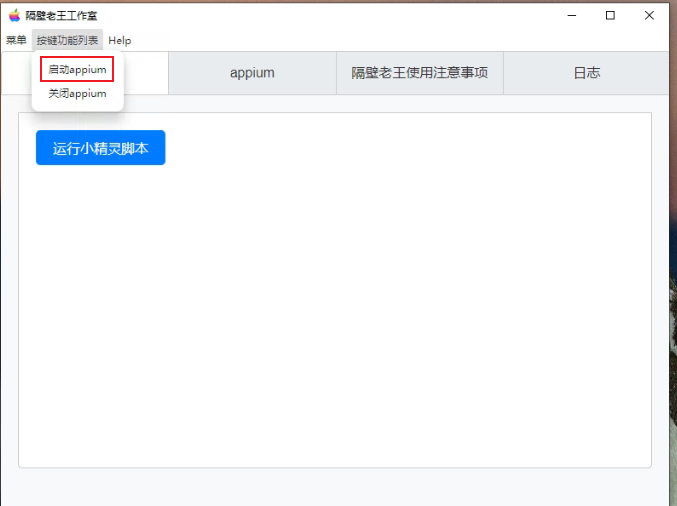 隔壁老王工作室
菜单 按键功能列表 Help
启动appium
关闭appium
appium 隔壁老王使用注意事项 日志
运行小精灵脚本